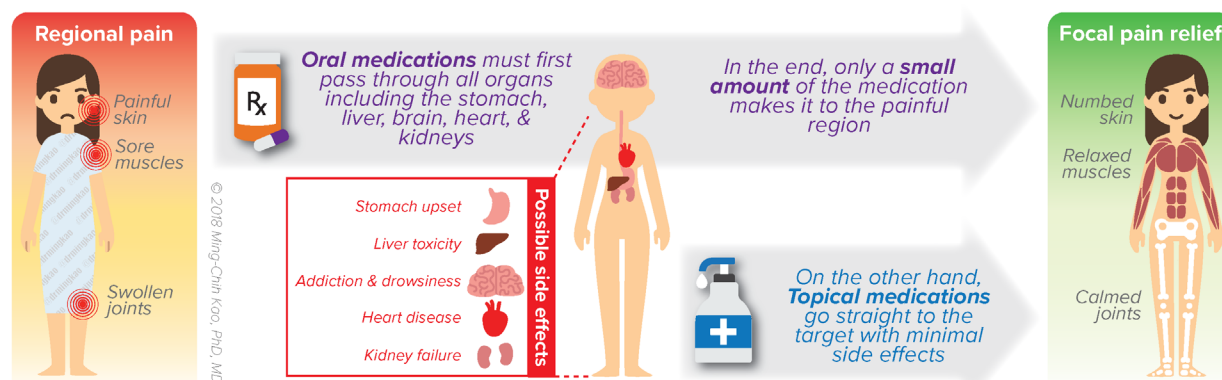 Regional pain
Painful
skin
Sore
muscles
Swollen
joints
© 2018 Ming-Chih Kao, PhD, MD
Rx
Oral medications must first
pass through all organs
including the stomach,
liver, brain, heart, &
kidneys
In the end, only a small
amount of the medication
makes it to the painful
region
Possible side effects
Stomach upset
Liver toxicity
Addiction & drowsiness
Heart disease
Kidney failure
On the other hand,
Topical medications
go straight to the
target with minimal
side effects
Focal pain relief
Numbed
skin
Relaxed
muscles
Calmed
joints